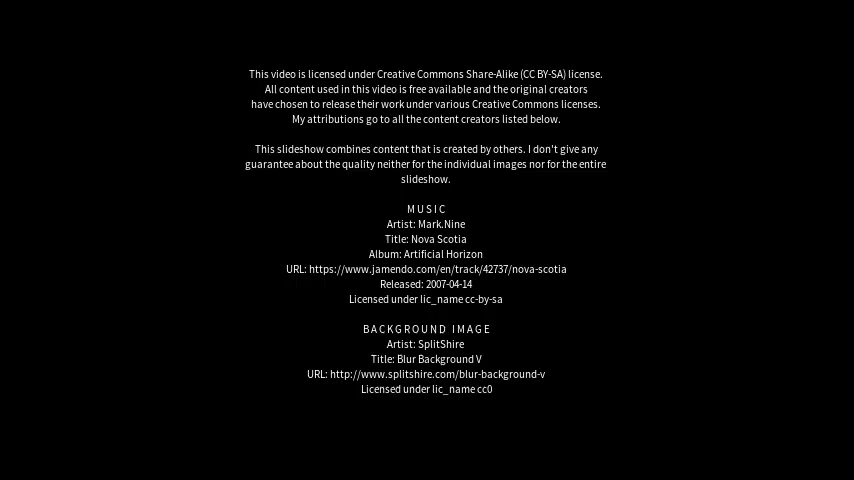 This video is licensed under Creative Commons Share-Alike (CC BY-SA) license.
All content used in this video is free available and the original creators
have chosen to release their work under various Creative Commons licenses.
My attributions go to all the content creators listed below.
This slideshow combines content that is created by others. I don't give any
guarantee about the quality neither for the individual images nor for the entire
slideshow.
MUSIC
Artist: Mark.Nine
Title: Nova Scotia
Album: Artificial Horizon
URL: https://www.jamendo.com/en/track/42737/nova-scotia
Released: 2007-04-14
Licensed under lic_name cc-by-sa
BACKGROUND IMAGE
Artist: SplitShire
Title: Blur Background V
URL: http://www.splitshire.com/blur-background-v
Licensed under lic_name cc0